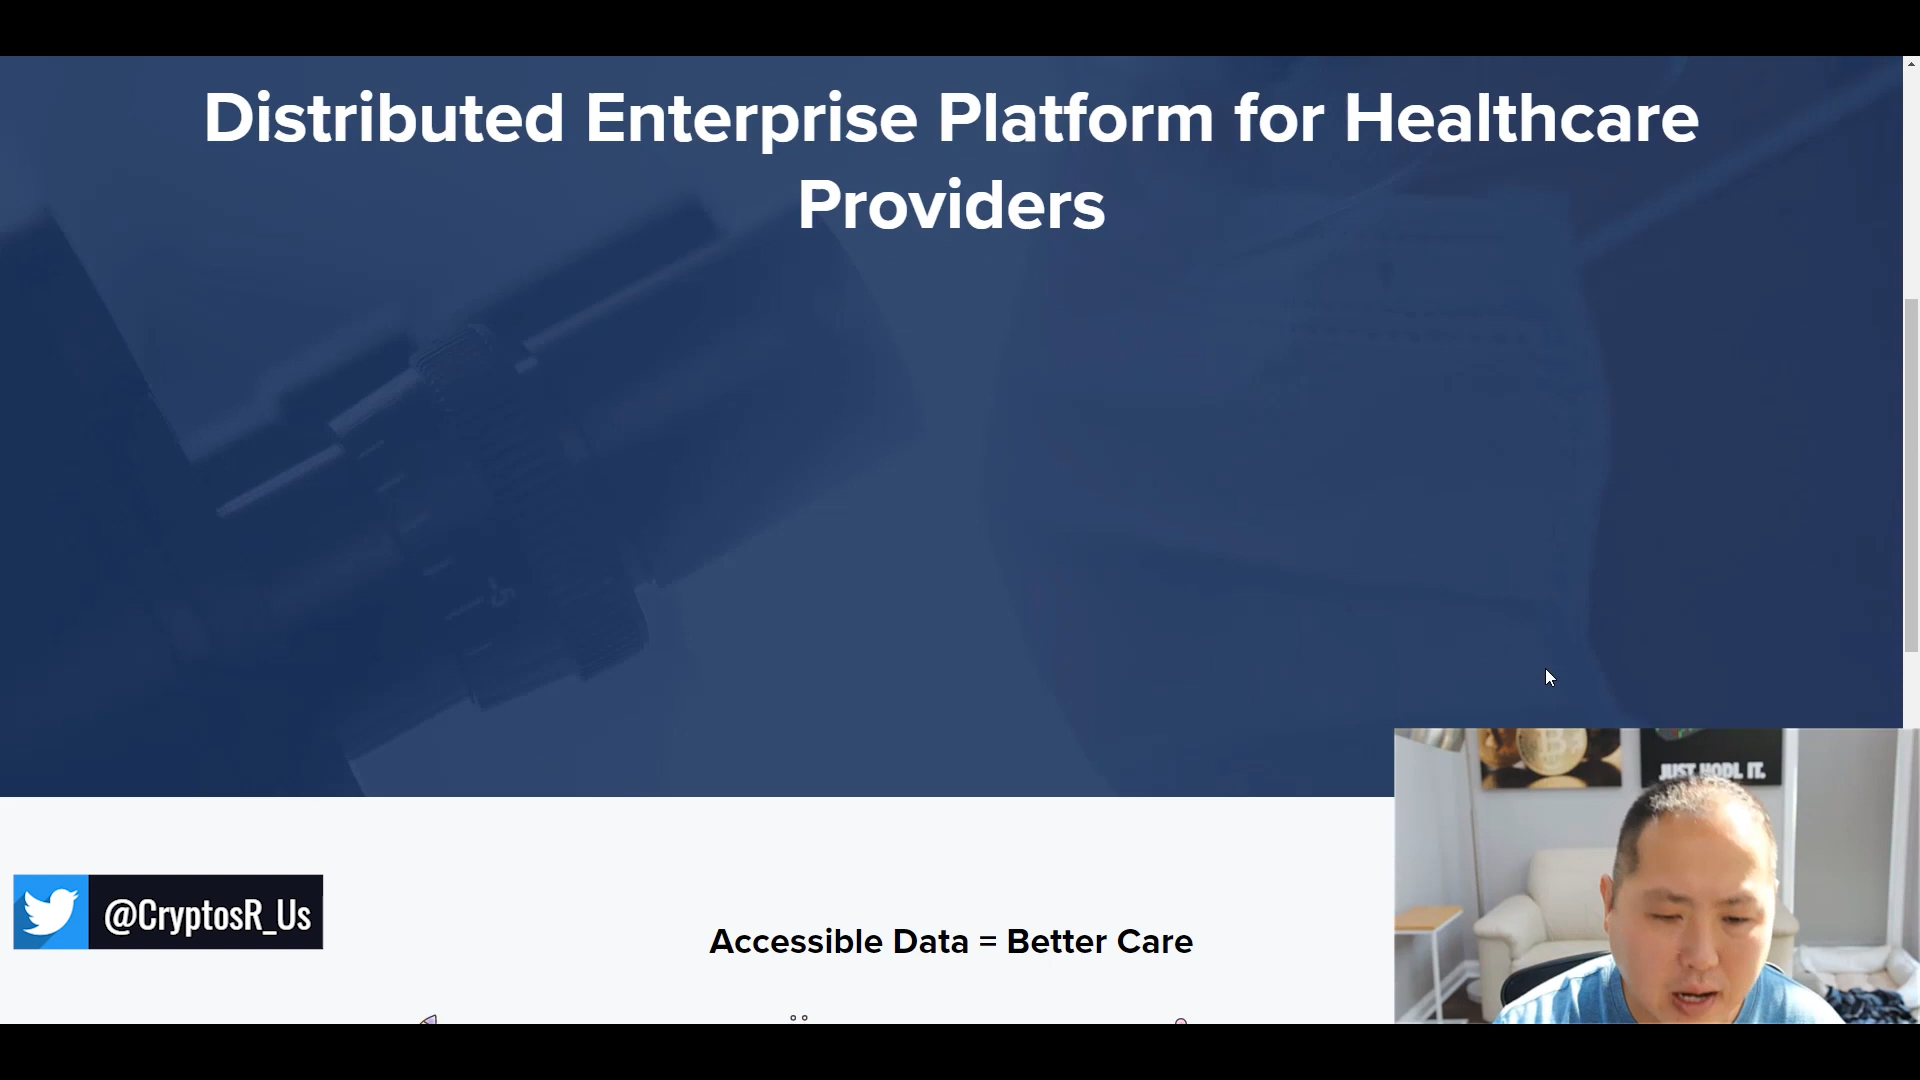 Distributed Enterprise Platform for Healthcare
Providers
JUST HODL IT.
@CryptosR_Us
Accessible Data = Better Care